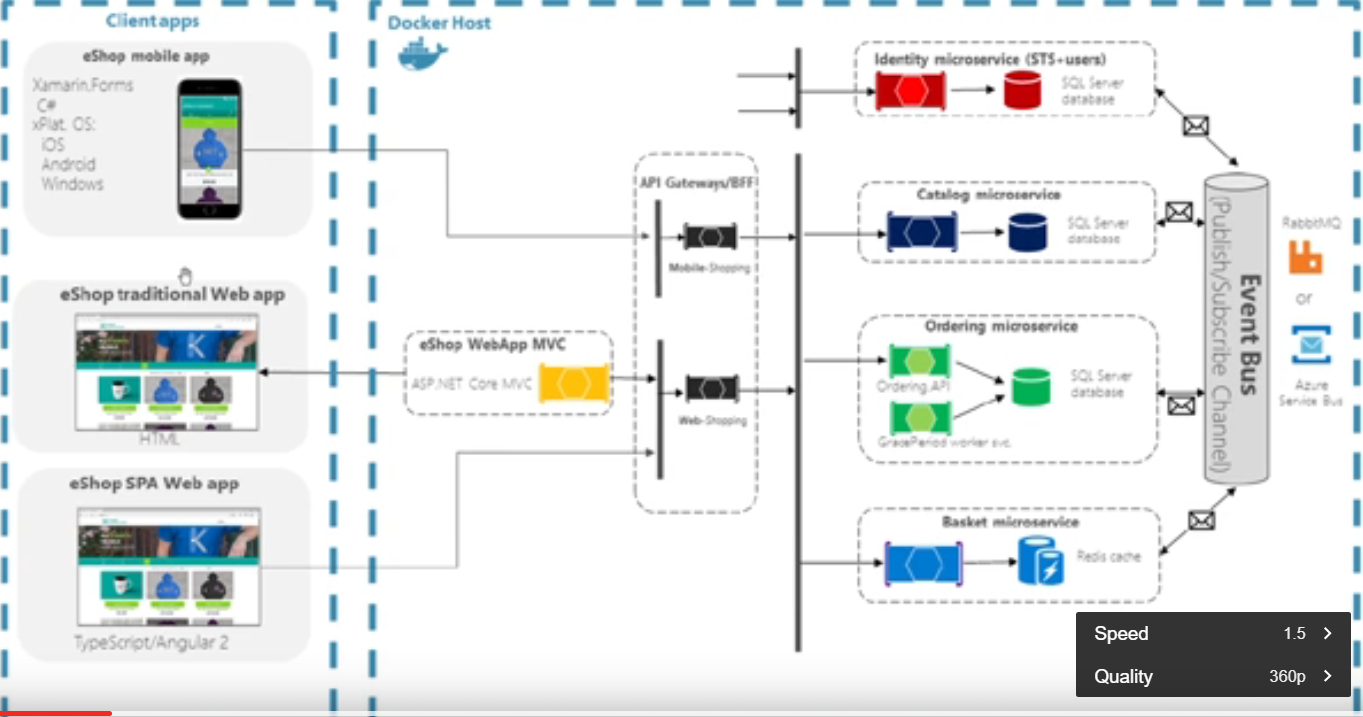 Client apps
eShop mobile app
Xamarin.Forms
C#
xPlat. OS:
iOS
Android
Windows
eShop traditional Web app
HTML
eShop SPA Web app
TypeScript/Angular 2
Docker Host
eShop WebApp MVC
ASP.NET Core MVC
API Gateways/BFF
Mobile-Shopping
Web-Shopping
Identity microservice (STS+users)
SQL Server
database
Catalog microservice
SQL Server
database
Ordering microservice
Ordering.API
GracePeriod worker svc.
SQL Server
database
Basket microservice
Redis cache
Event Bus
(Publish/Subscribe Channel)
RabbitMQ
or
Azure
Service Bus
Speed 1.5
Quality 360p